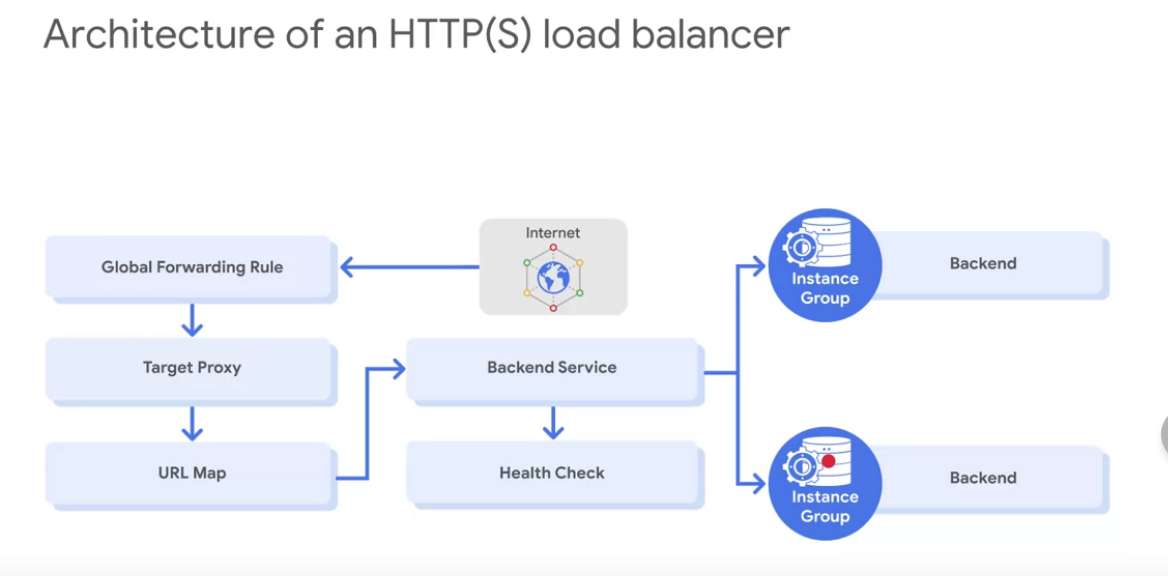 Architecture of an HTTP(S) load balancer
Internet
Global Forwarding Rule
Target Proxy
URL Map
Backend Service
Health Check
Instance
Group
Backend
Instance
Group
Backend